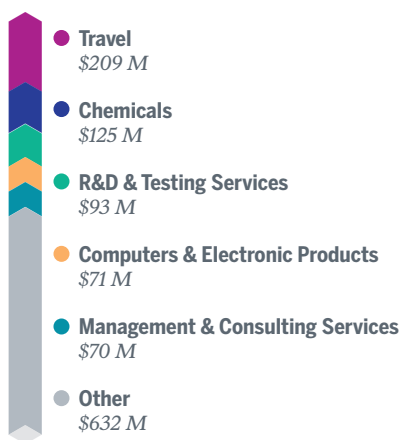 Travel
$209 M
Chemicals
$125 M
R&D & Testing Services
$93 M
Computers & Electronic Products
$71 M
Management & Consulting Services
$70 M
Other
$632 M